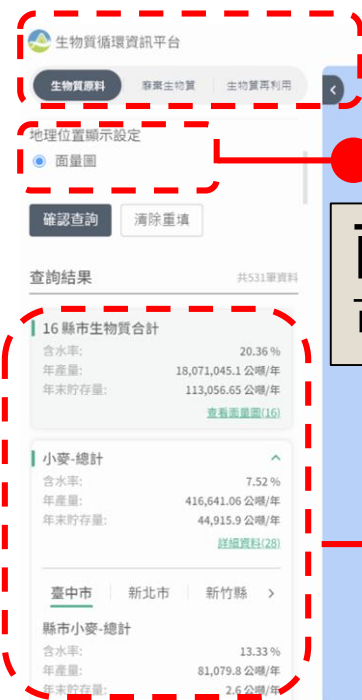 生物質循環資訊平台
生物質原料 廢棄生物質 生物質再利用
地理位置顯示設定
面量圖
確認查詢 清除重填
查詢結果 共531筆資料
16 縣市生物質合計
含水率: 20.36 %
年產量: 18,071,045.1 公噸/年
年末貯存量: 113,056.65 公噸/年
查看面量圖(16)
小麥-總計
含水率: 7.52 %
年產量: 416,641.06 公噸/年
年末貯存量: 44,915.9 公噸/年
詳細資料(28)
臺中市 新北市 新竹縣
縣市小麥-總計
含水率: 13.33 %
年產量: 81,079.8 公噸/年
年末貯存量: 2.6 公噸/年